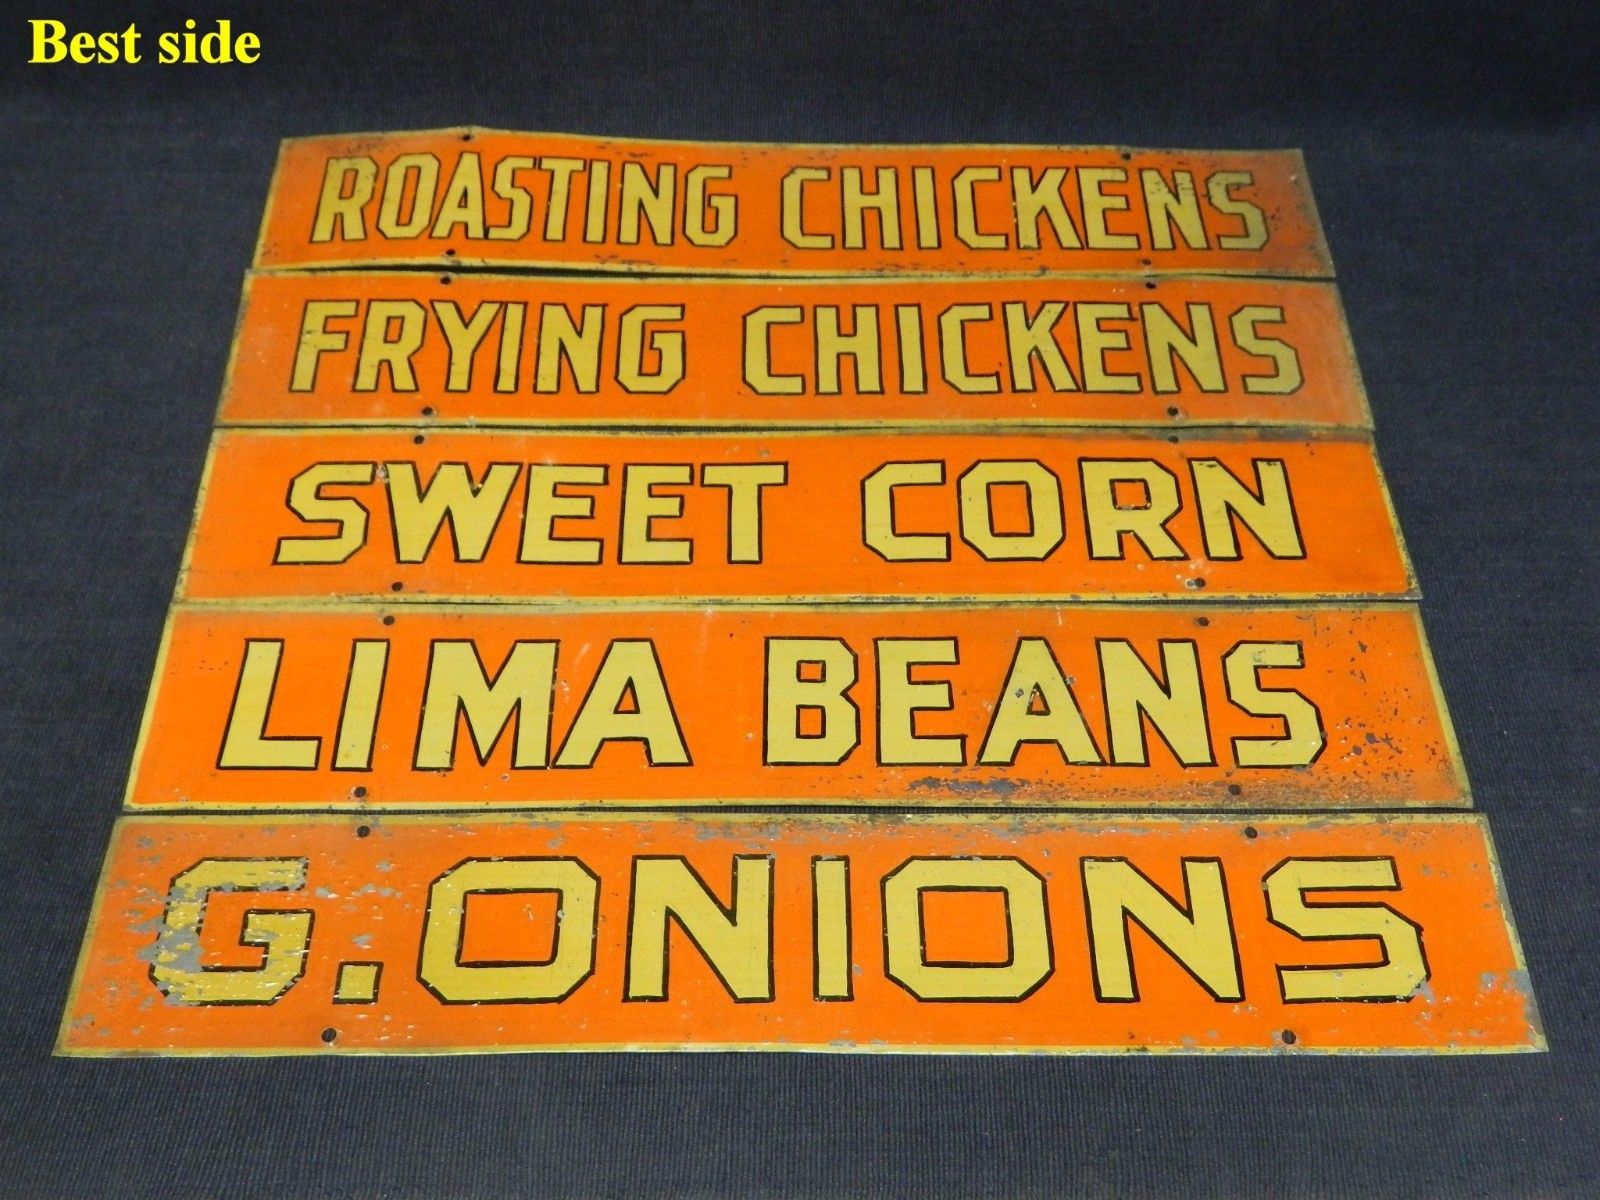 Best side
ROASTING CHICKENS
FRYING CHICKENS
SWEET CORN
LIMA BEANS
G.ONIONS